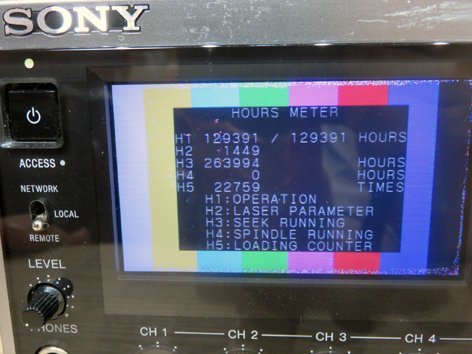 SONY
HOURS METER
H1 129391 / 129391 HOURS
H2 1449
H3 263994 HOURS
H4 0 HOURS
H5 22759 TIMES
H1:OPERATION
H2:LASER PARAMETER
H3:SEEK RUNNING
H4:SPINDLE RUNNING
H5:LOADING COUNTER
ACCESS
NETWORK
LOCAL
REMOTE
LEVEL
PHONES
CH 1 CH 2 CH 3 CH 4